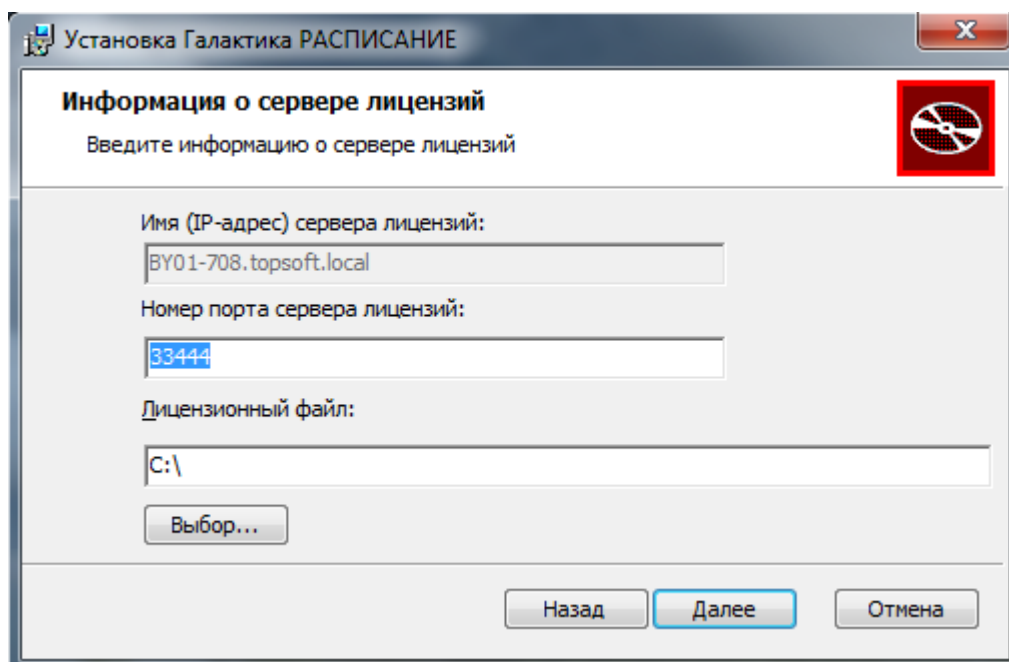 Установка Галактика РАСПИСАНИЕ
Информация о сервере лицензий
Введите информацию о сервере лицензий
Имя (IP-адрес) сервера лицензий:
BY01-708.topsoft.local
Номер порта сервера лицензий:
33444
Лицензионный файл:
C:\
Выбор...
Назад Далее Отмена